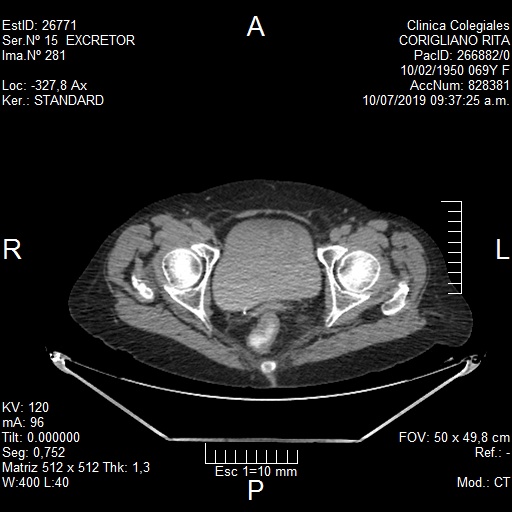 EstID: 26771
Ser.Nº 15 EXCRETOR
Ima.Nº 281
Loc: -327,8 Ax
Ker.: STANDARD
A
Clinica Colegiales
CORIGLIANO RITA
PacID: 266882/0
10/02/1950 069Y F
AccNum: 828381
10/07/2019 09:37:25 a.m.
R
L
KV: 120
mA: 96
Tilt: 0.000000
Seg: 0,752
Matriz 512 x 512 Thk: 1,3
W:400 L:40
Esc 1=10 mm
P
FOV: 50 x 49,8 cm
Ref.: -
Mod.: CT